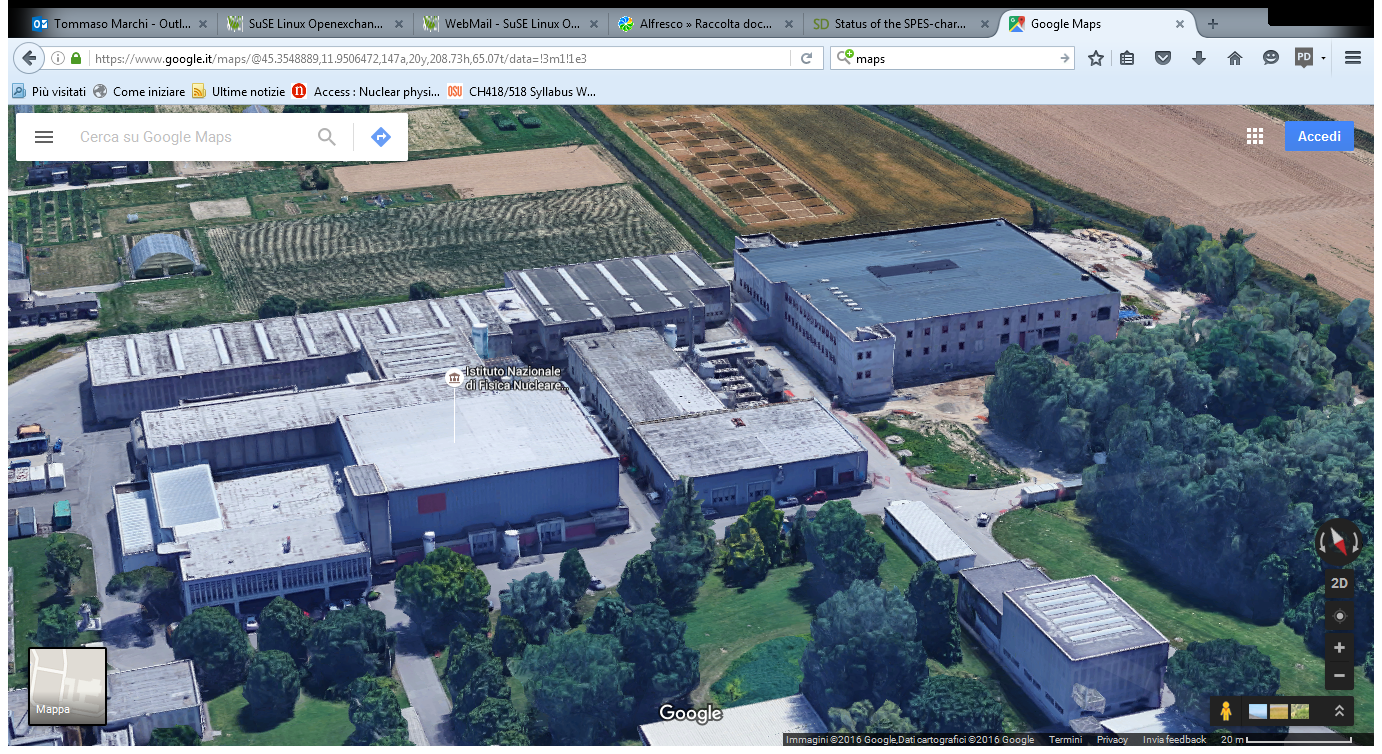 Tommaso Marchi - Outl...
SuSE Linux Openexchan...
WebMail - SuSE Linux O...
Alfresco » Raccolta doc...
SD Status of the SPES-char...
Google Maps
https://www.google.it/maps/@45.3548889,11.9506472,147a,20y,208.73h,65.07t/data=!3m1!1e3
maps
PD
Più visitati
Come iniziare
Ultime notizie
Access : Nuclear physi...
OSU CH418/518 Syllabus W...
Cerca su Google Maps
Accedi
Istituto Nazionale
di Fisica Nucleare...
2D
Mappa
Google
Immagini ©2016 Google,Dati cartografici ©2016 Google Termini Privacy Invia feedback 20 m